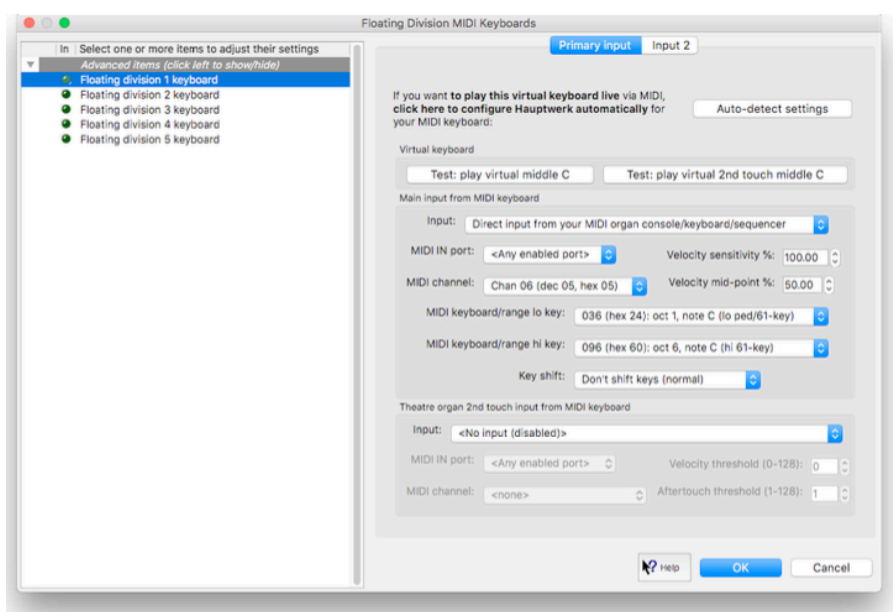 Floating Division MIDI Keyboards
In Select one or more items to adjust their settings
Advanced items (click left to show/hide)
Floating division 1 keyboard
Floating division 2 keyboard
Floating division 3 keyboard
Floating division 4 keyboard
Floating division 5 keyboard
Primary input Input 2
If you want to play this virtual keyboard live via MIDI,
click here to configure Hauptwerk automatically for
your MIDI keyboard:
Auto-detect settings
Virtual keyboard
Test: play virtual middle C Test: play virtual 2nd touch middle C
Main input from MIDI keyboard
Input: Direct input from your MIDI organ console/keyboard/sequencer
MIDI IN port: <Any enabled port> Velocity sensitivity %: 100.00
MIDI channel: Chan 06 (dec 05, hex 05) Velocity mid-point %: 50.00
MIDI keyboard/range lo key: 036 (hex 24): oct 1, note C (lo ped/61-key)
MIDI keyboard/range hi key: 096 (hex 60): oct 6, note C (hi 61-key)
Key shift: Don't shift keys (normal)
Theatre organ 2nd touch input from MIDI keyboard
Input: <No input (disabled)>
MIDI IN port: <Any enabled port> Velocity threshold (0-128): 0
MIDI channel: <none> Aftertouch threshold (1-128): 1
Help OK Cancel